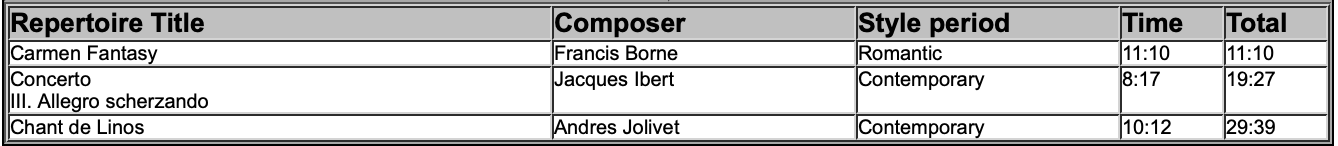 Repertoire Title Composer Style period Time Total
Carmen Fantasy Francis Borne Romantic 11:10 11:10
Concerto Jacques Ibert Contemporary 8:17 19:27
III. Allegro scherzando
Chant de Linos Andres Jolivet Contemporary 10:12 29:39